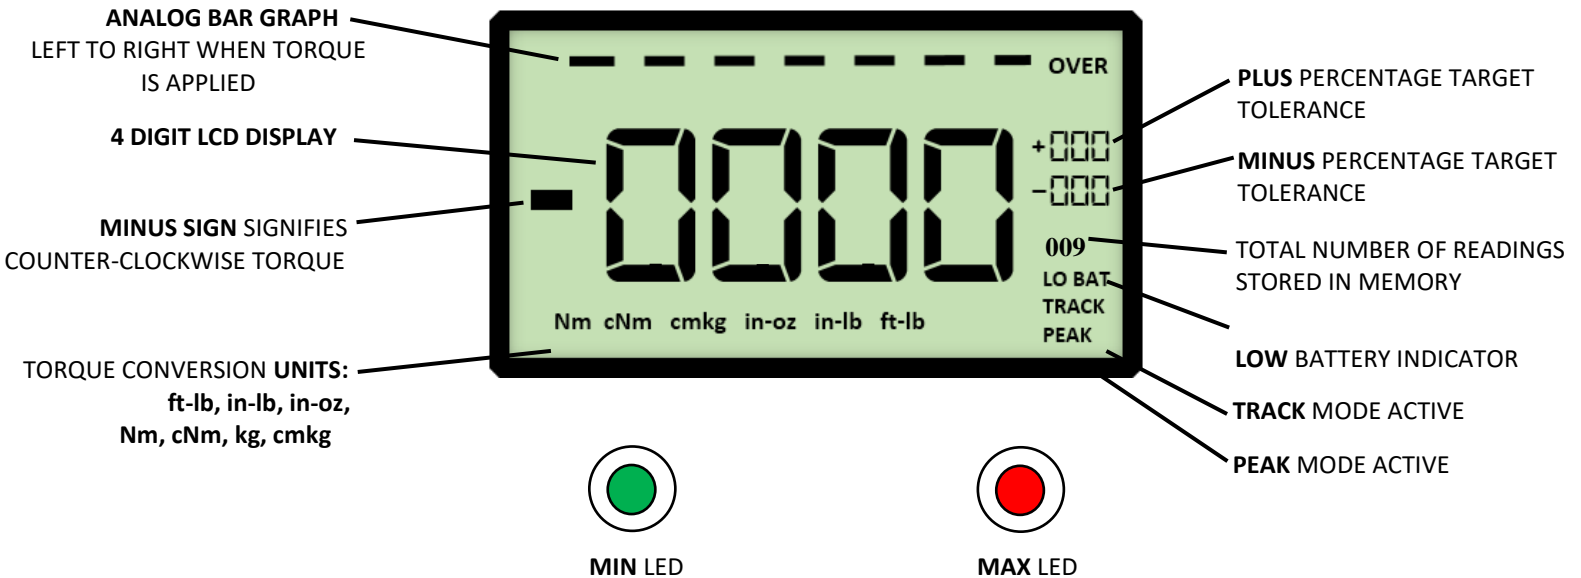 ANALOG BAR GRAPH
LEFT TO RIGHT WHEN TORQUE
IS APPLIED
4 DIGIT LCD DISPLAY
MINUS SIGN SIGNIFIES
COUNTER-CLOCKWISE TORQUE
TORQUE CONVERSION UNITS:
ft-lb, in-lb, in-oz,
Nm, cNm, kg, cmkg
OVER
0000
+000
-000
009
LO BAT
TRACK
PEAK
Nm cNm cmkg in-oz in-lb ft-lb
PLUS PERCENTAGE TARGET
TOLERANCE
MINUS PERCENTAGE TARGET
TOLERANCE
TOTAL NUMBER OF READINGS
STORED IN MEMORY
LOW BATTERY INDICATOR
TRACK MODE ACTIVE
PEAK MODE ACTIVE
MIN LED
MAX LED